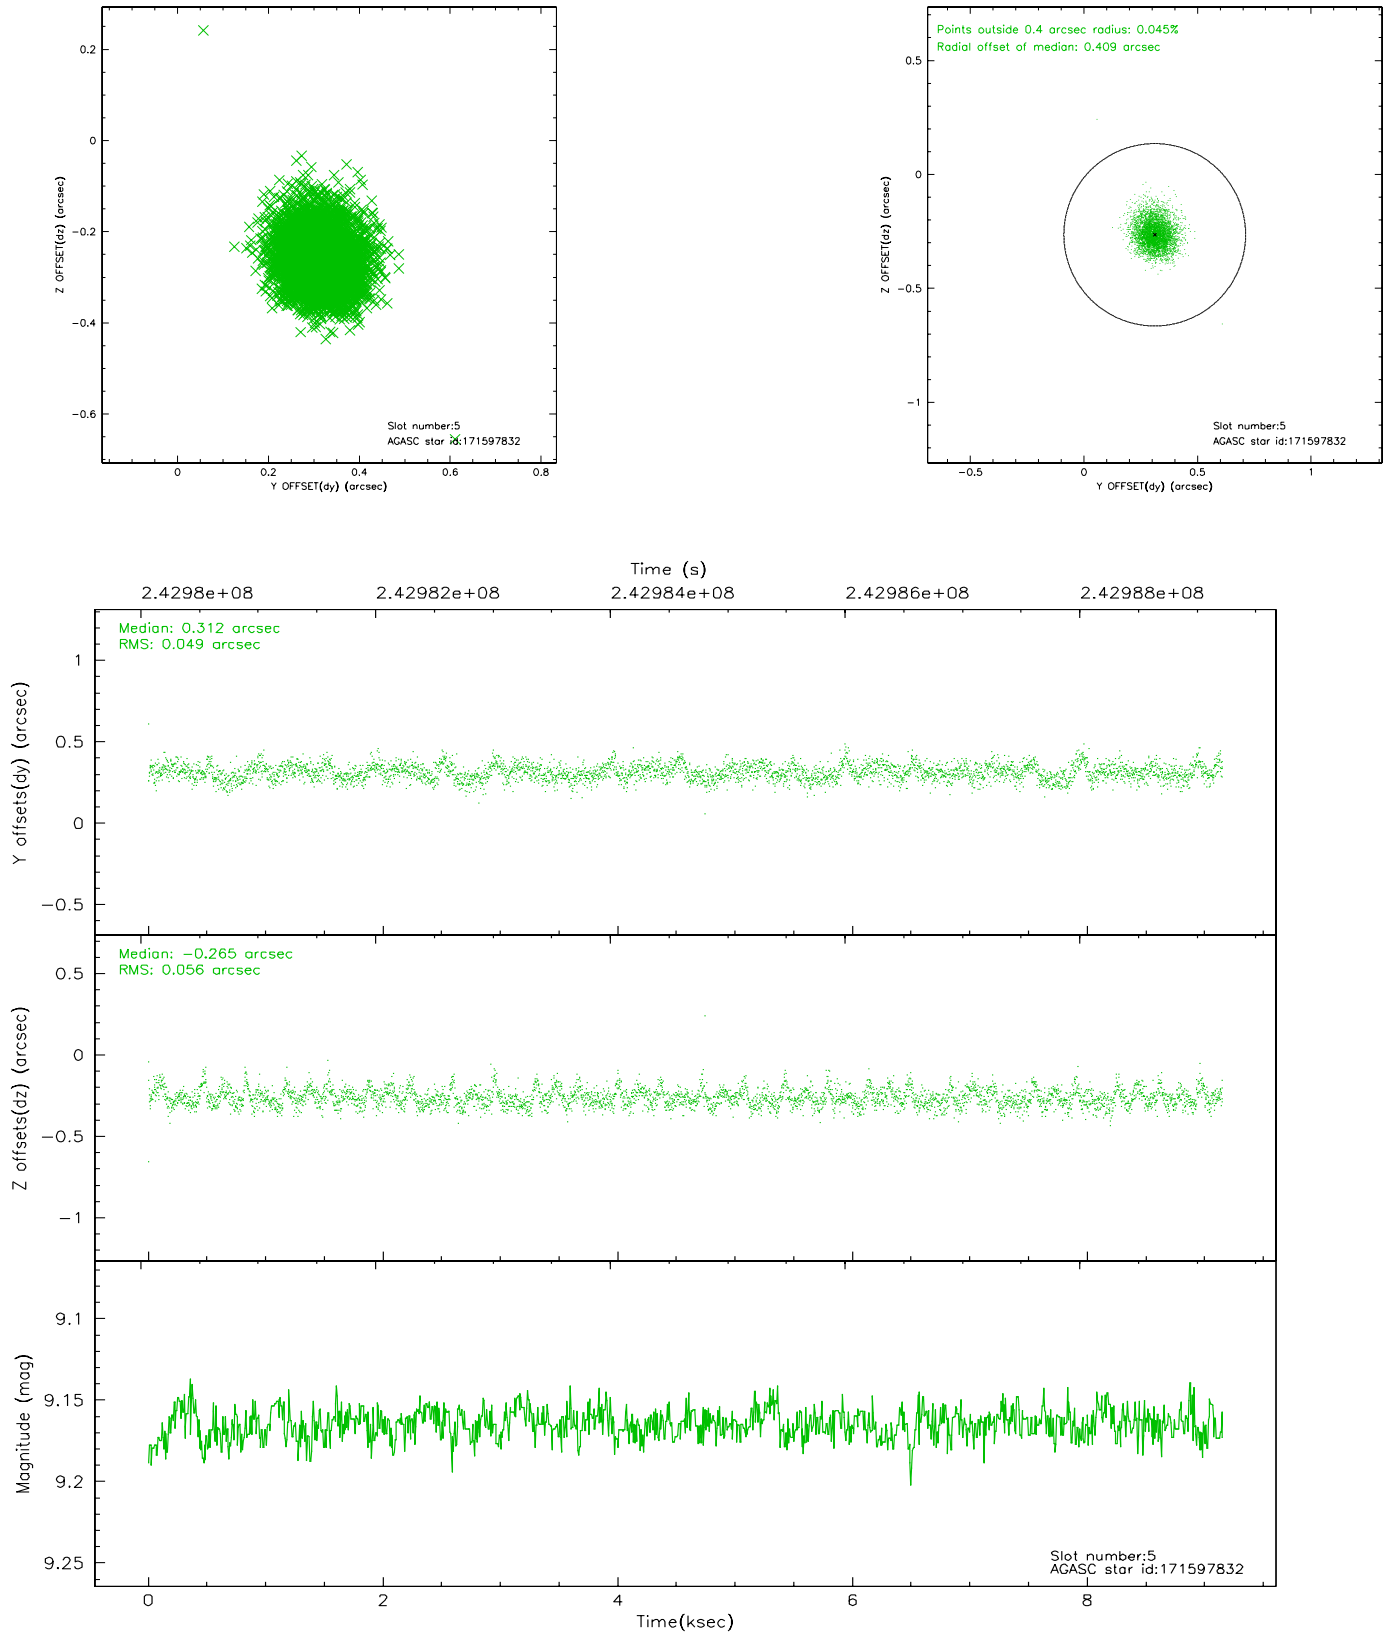 0.2
0
-0.2
-0.4
-0.6
Z OFFSET(dz) (arcsec)
Slot number:5
AGASC star id:171597832
0 0.2 0.4 0.6 0.8
Y OFFSET(dy) (arcsec)
Points outside 0.4 arcsec radius: 0.045%
Radial offset of median: 0.409 arcsec
0.5
0
-0.5
-1
Z OFFSET(dz) (arcsec)
Slot number:5
AGASC star id:171597832
-0.5 0 0.5 1
Y OFFSET(dy) (arcsec)
Time (s)
2.4298e+08 2.42982e+08 2.42984e+08 2.42986e+08 2.42988e+08
Median: 0.312 arcsec
RMS: 0.049 arcsec
1
0.5
0
-0.5
Y offsets(dy) (arcsec)
Median: -0.265 arcsec
RMS: 0.056 arcsec
0.5
0
-0.5
-1
Z offsets(dz) (arcsec)
9.1
9.15
9.2
9.25
Magnitude (mag)
Slot number:5
AGASC star id:171597832
0 2 4 6 8
Time(ksec)